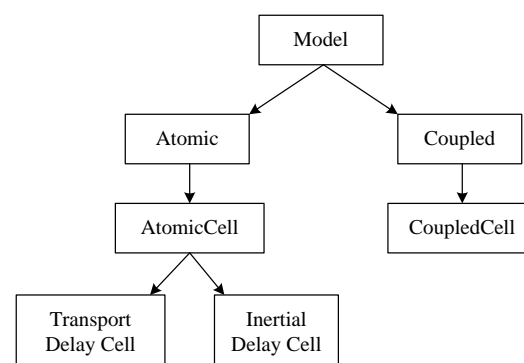 Model
Atomic
Coupled
AtomicCell
CoupledCell
Transport
Delay Cell
Inertial
Delay Cell